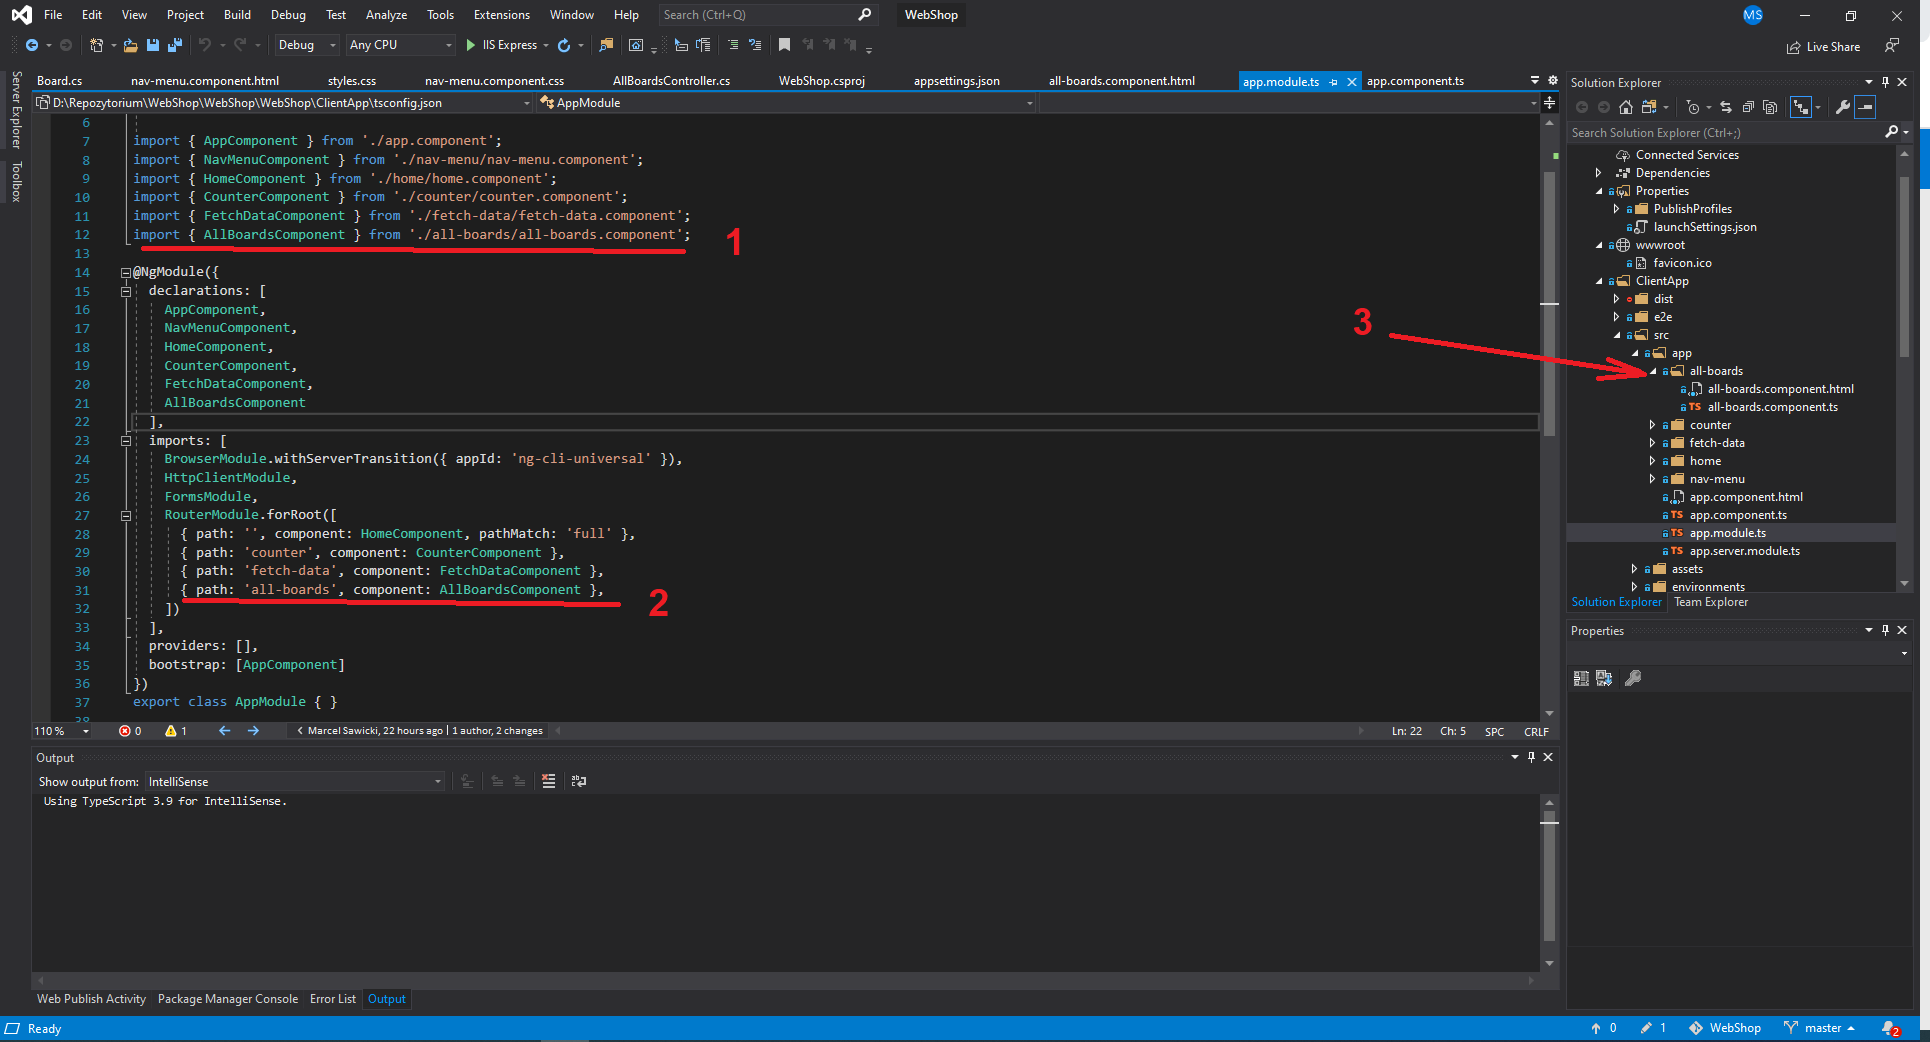 File Edit View Project Build Debug Test Analyze Tools Extensions Window Help Search (Ctrl+Q) WebShop MS
Debug Any CPU IIS Express Live Share
Server Explorer
Toolbox
Board.cs nav-menu.component.html styles.css nav-menu.component.css AllBoardsController.cs WebShop.csproj appsettings.json all-boards.component.html app.module.ts app.component.ts
D:\Repozytorium\WebShop\WebShop\WebShop\ClientApp\tsconfig.json AppModule
6
7 import { AppComponent } from './app.component';
8 import { NavMenuComponent } from './nav-menu/nav-menu.component';
9 import { HomeComponent } from './home/home.component';
10 import { CounterComponent } from './counter/counter.component';
11 import { FetchDataComponent } from './fetch-data/fetch-data.component';
12 import { AllBoardsComponent } from './all-boards/all-boards.component';
1
13
14 @NgModule({
15 declarations: [
16 AppComponent,
17 NavMenuComponent,
18 HomeComponent,
19 CounterComponent,
20 FetchDataComponent,
21 AllBoardsComponent
22 ],
23 imports: [
24 BrowserModule.withServerTransition({ appId: 'ng-cli-universal' }),
25 HttpClientModule,
26 FormsModule,
27 RouterModule.forRoot([
28 { path: '', component: HomeComponent, pathMatch: 'full' },
29 { path: 'counter', component: CounterComponent },
30 { path: 'fetch-data', component: FetchDataComponent },
31 { path: 'all-boards', component: AllBoardsComponent },
2
32 ])
33 ],
34 providers: [],
35 bootstrap: [AppComponent]
36 })
37 export class AppModule { }
38
3
110 % 0 1 Marcel Sawicki, 22 hours ago | 1 author, 2 changes Ln: 22 Ch: 5 SPC CRLF
Output
Show output from: IntelliSense
Using TypeScript 3.9 for IntelliSense.
Web Publish Activity Package Manager Console Error List Output
Solution Explorer
Search Solution Explorer (Ctrl+;)
Connected Services
Dependencies
Properties
PublishProfiles
launchSettings.json
wwwroot
favicon.ico
ClientApp
dist
e2e
src
app
all-boards
all-boards.component.html
TS all-boards.component.ts
counter
fetch-data
home
nav-menu
app.component.html
TS app.component.ts
TS app.module.ts
TS app.server.module.ts
assets
environments
Solution Explorer Team Explorer
Properties
Ready 0 1 WebShop master 2